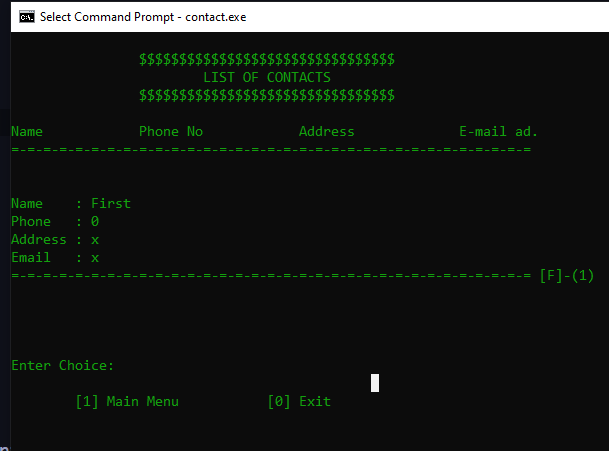 Select Command Prompt - contact.exe
$$$$$$$$$$$$$$$$$$$$$$$$$$$$$$$$
LIST OF CONTACTS
$$$$$$$$$$$$$$$$$$$$$$$$$$$$$$$$
Name Phone No Address E-mail ad.
=-=-=-=-=-=-=-=-=-=-=-=-=-=-=-=-=-=-=-=-=-=-=-=-=-=-=-=-=-=-=-=-=
Name : First
Phone : 0
Address : x
Email : x
=-=-=-=-=-=-=-=-=-=-=-=-=-=-=-=-=-=-=-=-=-=-=-=-=-=-=-=-=-=-=-=-= [F]-(1)
Enter Choice:
[1] Main Menu [0] Exit